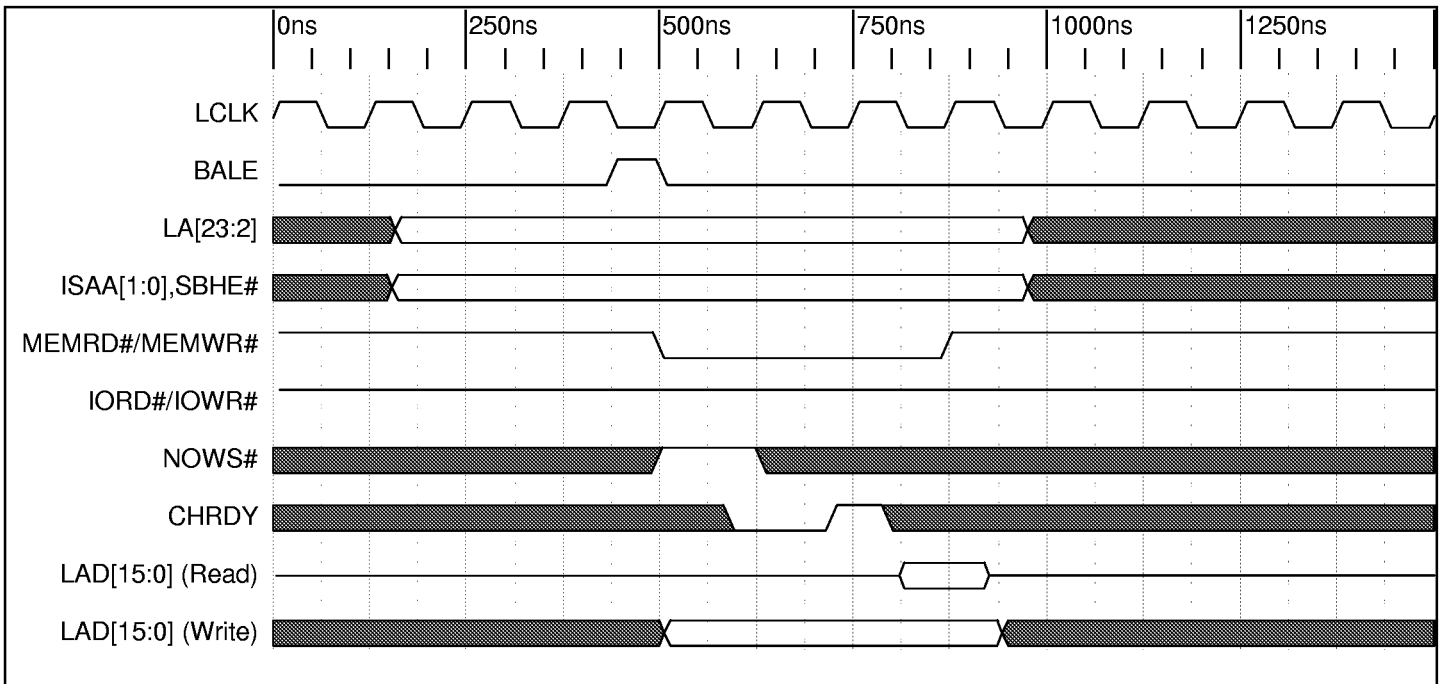 0ns 250ns 500ns 750ns 1000ns 1250ns
LCLK
BALE
LA[23:2]
ISAA[1:0],SBHE#
MEMRD#/MEMWR#
IORD#/IOWR#
NOWS#
CHRDY
LAD[15:0] (Read)
LAD[15:0] (Write)